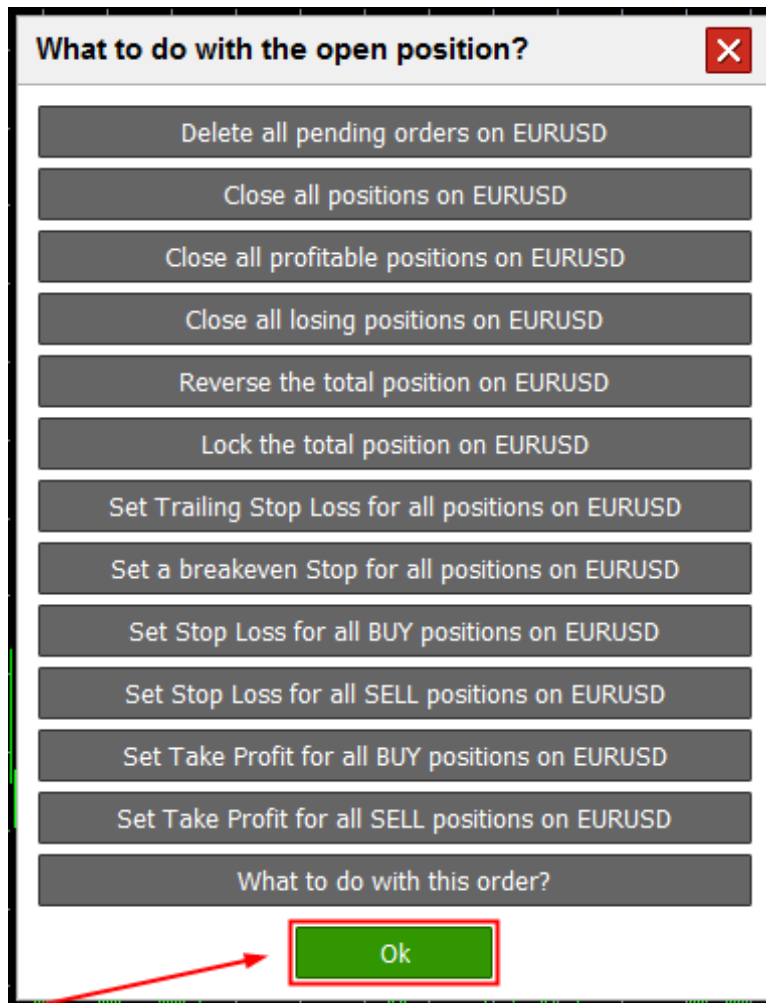 What to do with the open position?
Delete all pending orders on EURUSD
Close all positions on EURUSD
Close all profitable positions on EURUSD
Close all losing positions on EURUSD
Reverse the total position on EURUSD
Lock the total position on EURUSD
Set Trailing Stop Loss for all positions on EURUSD
Set a breakeven Stop for all positions on EURUSD
Set Stop Loss for all BUY positions on EURUSD
Set Stop Loss for all SELL positions on EURUSD
Set Take Profit for all BUY positions on EURUSD
Set Take Profit for all SELL positions on EURUSD
What to do with this order?
Ok